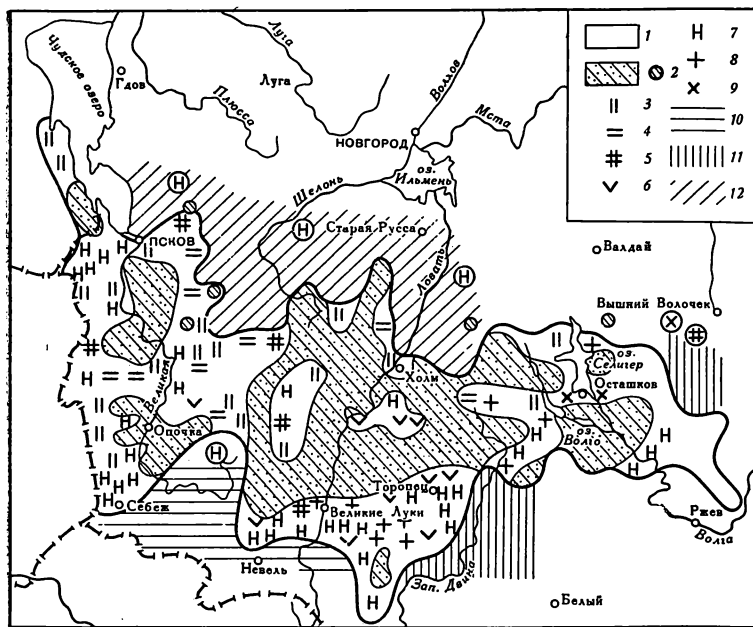 Чудское озеро
Гдов
Луга
Луга
Плюсса
Волхов
Мста
НОВГОРОД
оз.
Ильмень
Шелонь
Старая Русса
Ловать
ПСКОВ
Валдай
Вышний Волочек
оз.
Селигер
Осташков
оз. Волго
Холм
Великая
Опочка
Себеж
Невель
Великие Луки
Торопец
Зап. Двина
Белый
Ржев
Волга
1
2
3
4
5
6
7
8
9
10
11
12